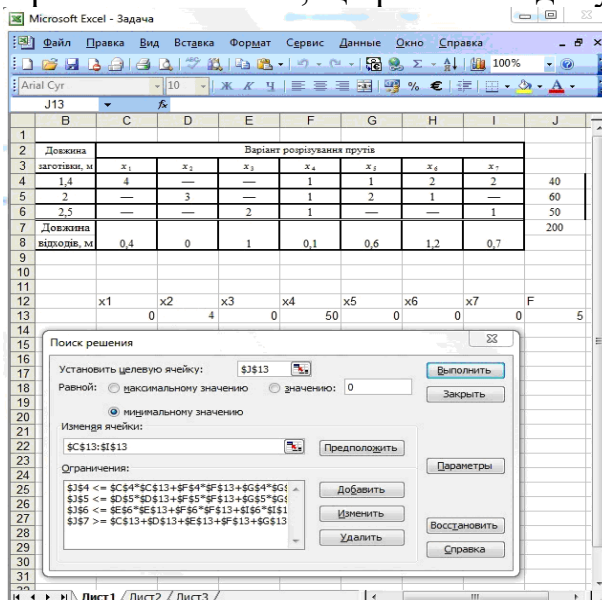 Microsoft Excel - Задача
Файл Правка Вид Вставка Формат Сервис Данные Окно Справка
100%
Arial Cyr 10 Ж К Ч % €
J13 fx
B C D E F G H I J
1
2 Довжина Варіант розрізування прутів
3 заготівки, м x₁ x₂ x₃ x₄ x₅ x₆ x₇
4 1,4 4 — — 1 1 2 2 40
5 2 — 3 — 1 2 1 — 60
6 2,5 — — 2 1 — — 1 50
7 Довжина 200
8 відходів, м 0,4 0 1 0,1 0,6 1,2 0,7
9
10
11
12 x1 x2 x3 x4 x5 x6 x7 F
13 0 4 0 50 0 0 0 5
14
15
16
17
18
19
20
21
22
23
24
25
26
27
28
29
30
31
Поиск решения
Установить целевую ячейку: $J$13
Выполнить
Равной: максимальному значению значению: 0
Закрыть
минимальному значению
Изменяя ячейки:
$C$13:$I$13
Предположить
Ограничения:
Параметры
$J$4 <= $C$4*$C$13+$F$4*$F$13+$G$4*$G$
$J$5 <= $D$5*$D$13+$F$5*$F$13+$G$5*$G$
$J$6 <= $E$6*$E$13+$F$6*$F$13+$I$6*$I$1
$J$7 >= $C$13+$D$13+$E$13+$F$13+$G$13
Добавить
Изменить
Удалить
Восстановить
Справка
Лист1 / Лист2 / Лист3